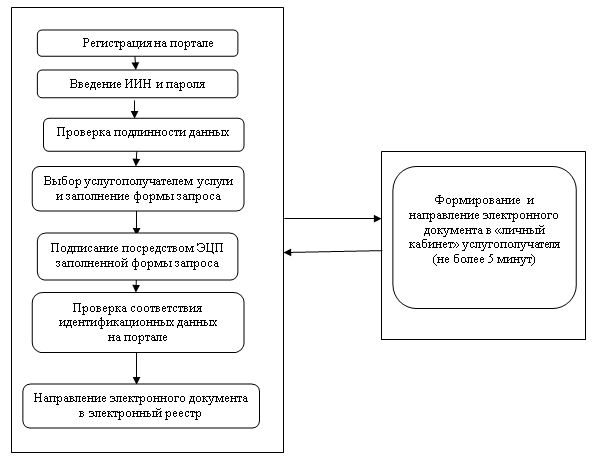 Регистрация на портале
Введение ИИН и пароля
Проверка подлинности данных
Выбор услугополучателем услуги
и заполнение формы запроса
Подписание посредством ЭЦП
заполненной формы запроса
Проверка соответствия
идентификационных данных
на портале
Направление электронного документа
в электронный реестр
Формирование и
направление электронного
документа в «личный
кабинет» услугополучателя
(не более 5 минут)